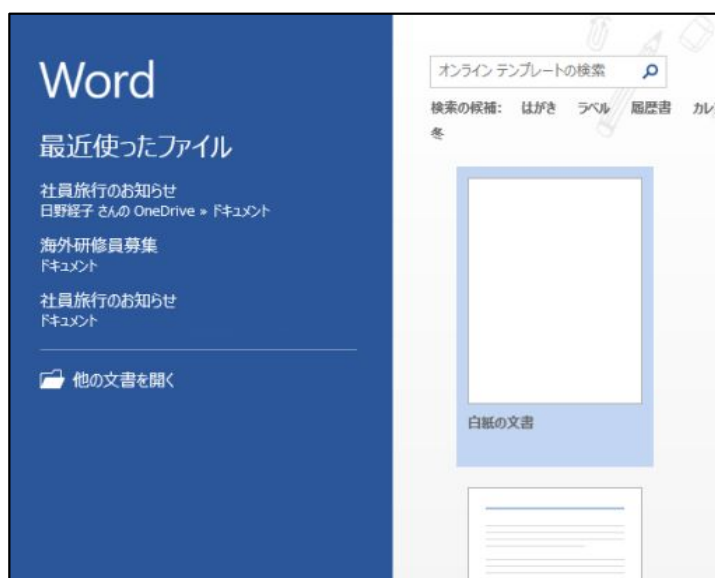 Word
最近使ったファイル
社員旅行のお知らせ
日野経子 さんの OneDrive » ドキュメント
海外研修員募集
ドキュメント
社員旅行のお知らせ
ドキュメント
他の文書を開く
オンライン テンプレートの検索
検索の候補: はがき ラベル 履歴書 カレ
冬
白紙の文書